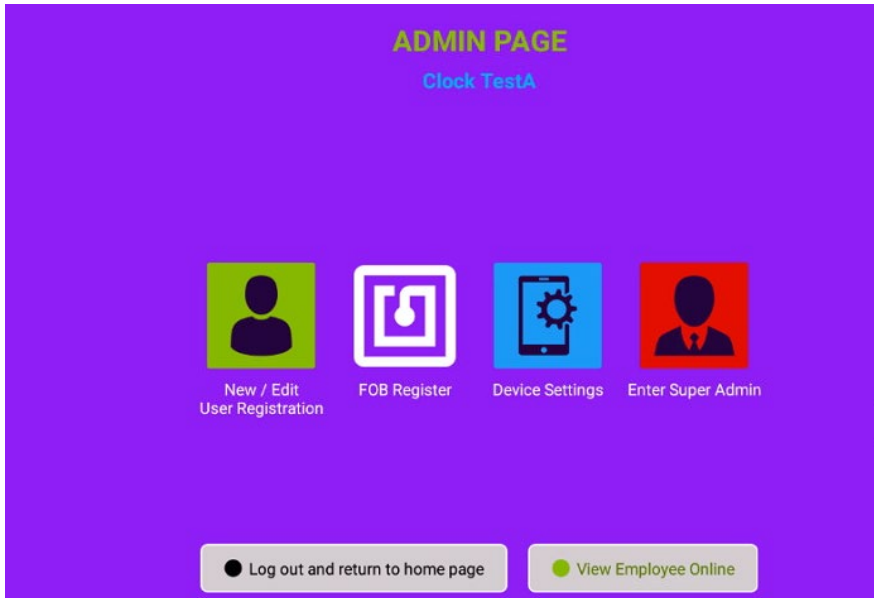 ADMIN PAGE
Clock TestA
New / Edit
User Registration
FOB Register
Device Settings
Enter Super Admin
Log out and return to home page
View Employee Online